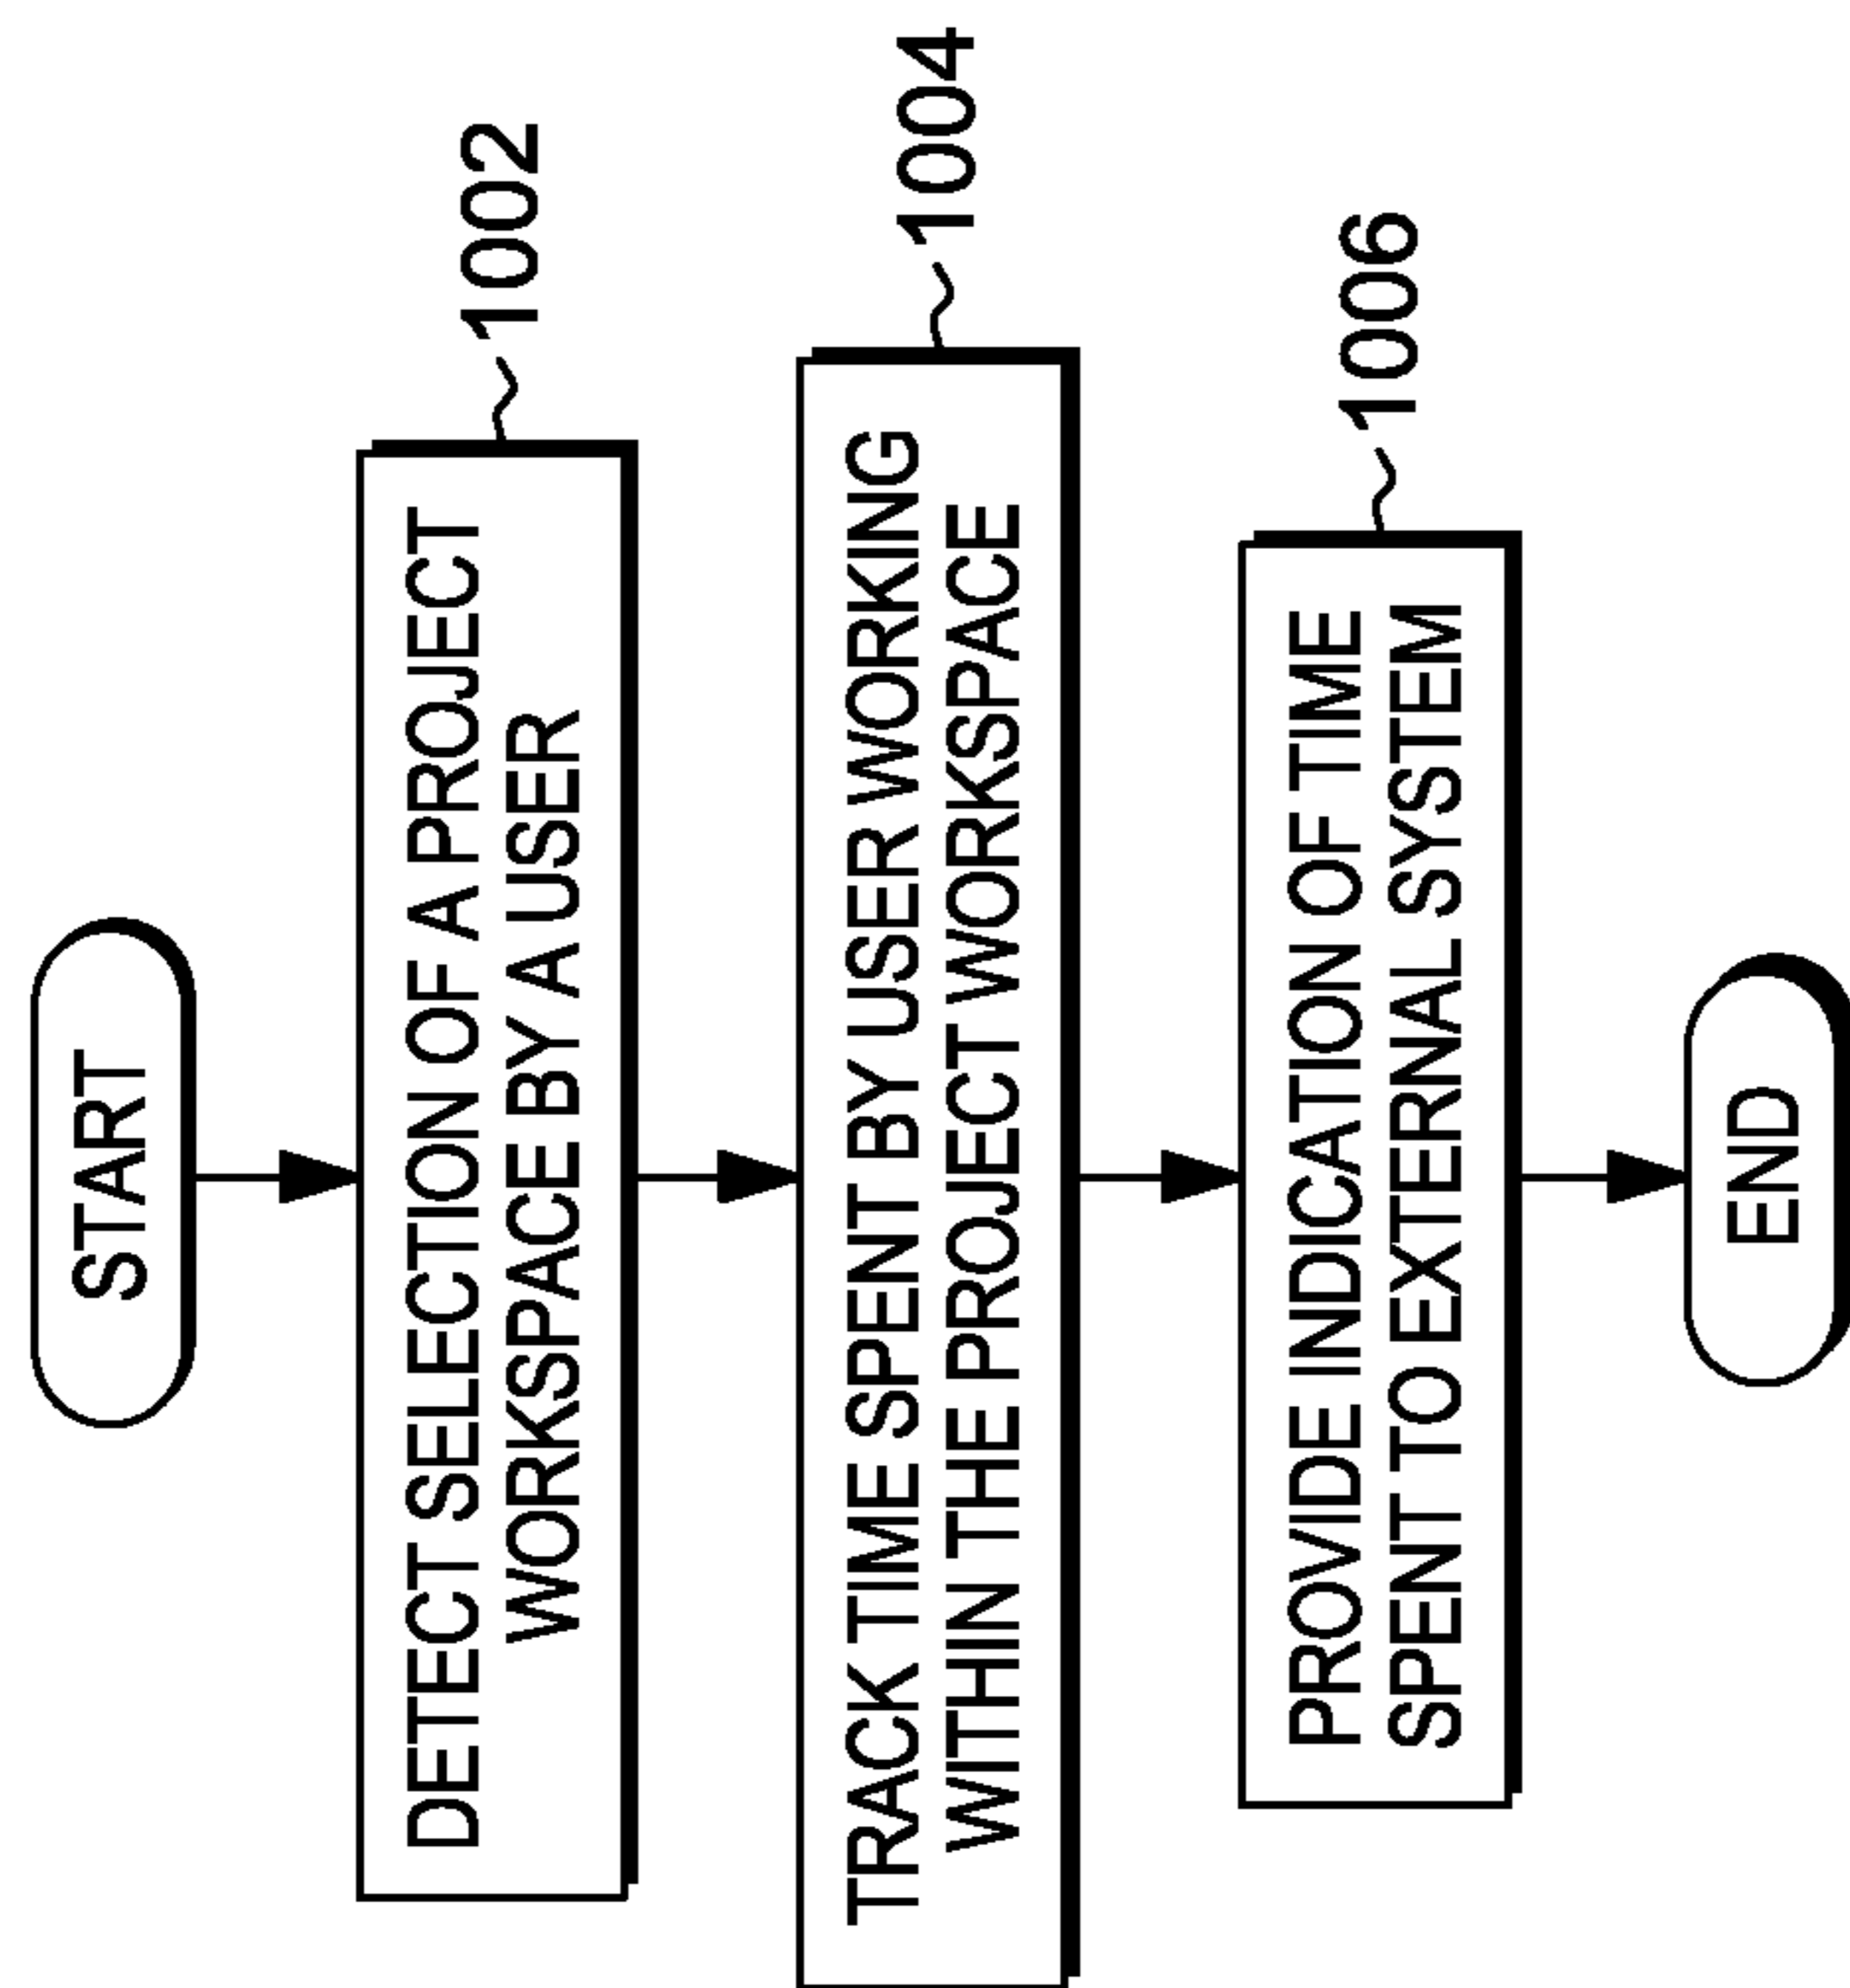 START
DETECT SELECTION OF A PROJECT
WORKSPACE BY A USER
1002
TRACK TIME SPENT BY USER WORKING
WITHIN THE PROJECT WORKSPACE
1004
PROVIDE INDICATION OF TIME
SPENT TO EXTERNAL SYSTEM
1006
END